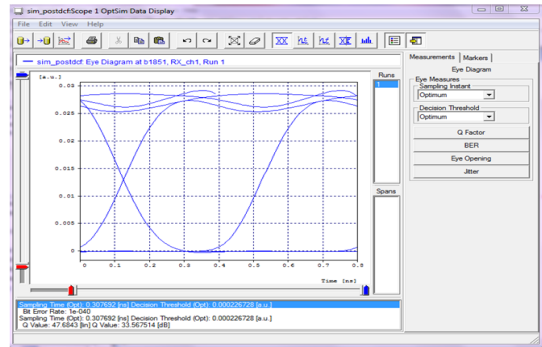 sim_postdcf:Scope 1 OptSim Data Display
File Edit View Help
sim_postdcf: Eye Diagram at b1851, RX_ch1, Run 1
[a.u.]
0.03
0.025
0.02
0.015
0.01
0.005
0
0 0.1 0.2 0.3 0.4 0.5 0.6 0.7 0.8
Time [ns]
Runs
1
Spans
Measurements Markers
Eye Diagram
Eye Measures
Sampling Instant
Optimum
Decision Threshold
Optimum
Q Factor
BER
Eye Opening
Jitter
Sampling Time (Opt): 0.307692 [ns] Decision Threshold (Opt): 0.000226728 [a.u.]
Bit Error Rate: 1e-040
Sampling Time (Opt): 0.307692 [ns] Decision Threshold (Opt): 0.000226728 [a.u.]
Q Value: 47.6843 [lin] Q Value: 33.567514 [dB]